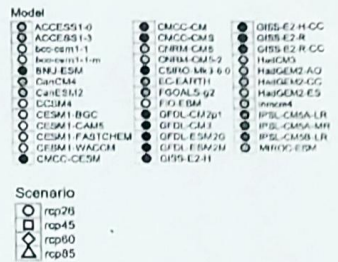 Model
ACCESS1-0
ACCESS1-3
bcc-csm1-1
bcc-csm1-1-m
BNU-ESM
CanCM4
CanESM2
CCSM4
CESM1-BGC
CESM1-CAM5
CESM1-FASTCHEM
CESM1-WACCM
CMCC-CESM
CMCC-CM
CMCC-CMS
CNRM-CM5
CNRM-CM5-2
CSIRO-Mk3-6-0
EC-EARTH
FGOALS-g2
FIO-ESM
GFDL-CM2p1
GFDL-CM3
GFDL-ESM2G
GFDL-ESM2M
GISS-E2-H
GISS-E2-H-CC
GISS-E2-R
GISS-E2-R-CC
HadCM3
HadGEM2-AO
HadGEM2-CC
HadGEM2-ES
inmcm4
IPSL-CM5A-LR
IPSL-CM5A-MR
IPSL-CM5B-LR
MIROC-ESM
Scenario
rcp26
rcp45
rcp60
rcp85